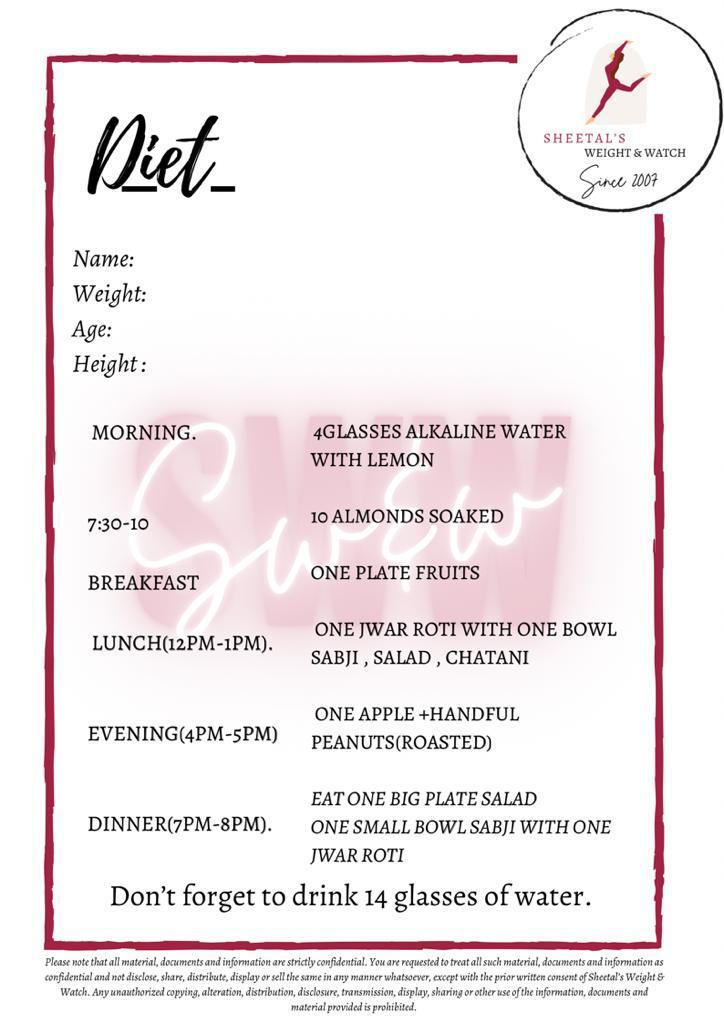 SHEETAL'S
WEIGHT & WATCH
Since 2007
Diet
Name:
Weight:
Age:
Height :
MORNING.
4GLASSES ALKALINE WATER
WITH LEMON
7:30-10
10 ALMONDS SOAKED
BREAKFAST
ONE PLATE FRUITS
LUNCH(12PM-1PM).
ONE JWAR ROTI WITH ONE BOWL
SABJI , SALAD , CHATANI
EVENING(4PM-5PM)
ONE APPLE +HANDFUL
PEANUTS(ROASTED)
DINNER(7PM-8PM).
EAT ONE BIG PLATE SALAD
ONE SMALL BOWL SABJI WITH ONE
JWAR ROTI
SWW
Sw&w
Don't forget to drink 14 glasses of water.
Please note that all material, documents and information are strictly confidential. You are requested to treat all such material, documents and information as
confidential and not disclose, share, distribute, display or sell the same in any manner whatsoever, except with the prior written consent of Sheetal's Weight &
Watch. Any unauthorized copying, alteration, distribution, disclosure, transmission, display, sharing or other use of the information, documents and
material provided is prohibited.